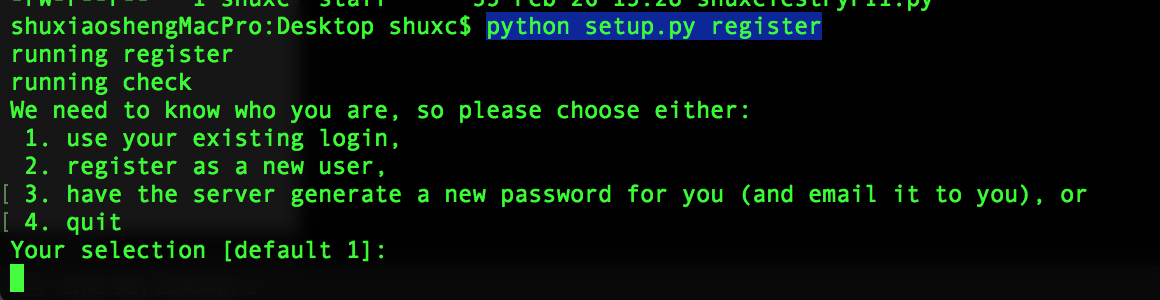 shuxiaoshengMacPro:Desktop shuxc$ python setup.py register
running register
running check
We need to know who you are, so please choose either:
1. use your existing login,
2. register as a new user,
[ 3. have the server generate a new password for you (and email it to you), or
[ 4. quit
Your selection [default 1]: